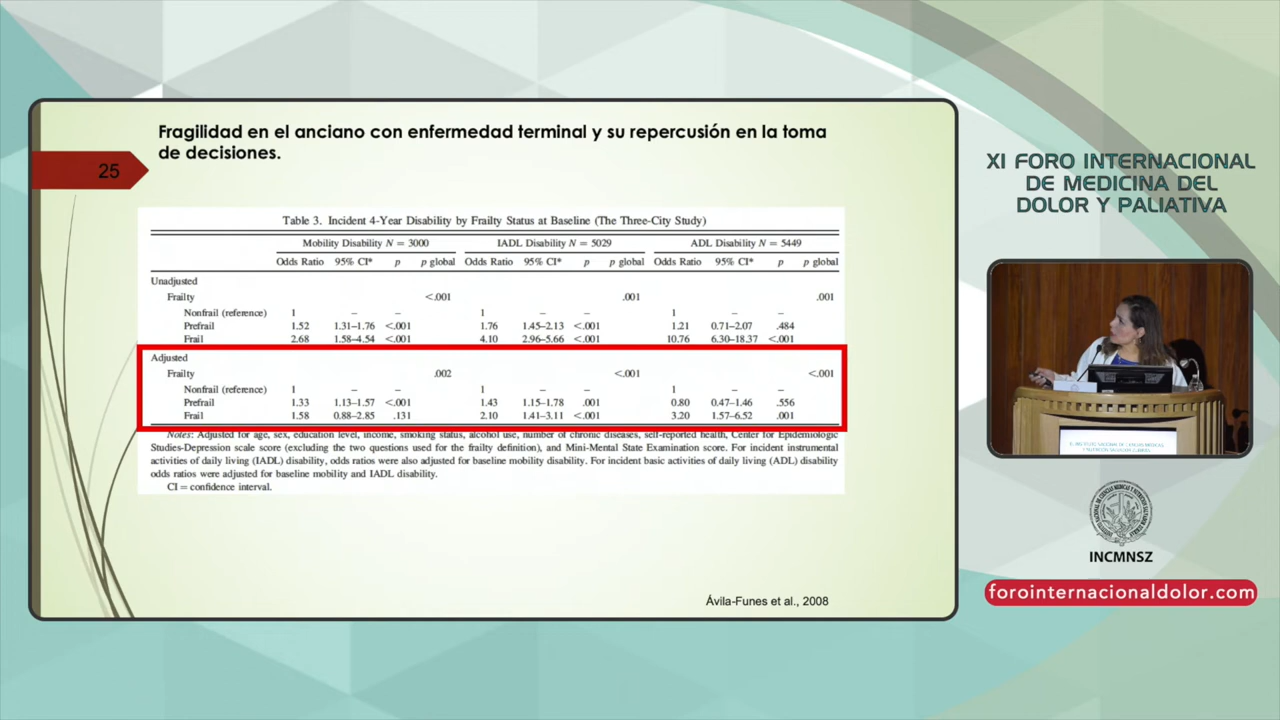 Fragilidad en el anciano con enfermedad terminal y su repercusión en la toma
de decisiones.
25
Table 3. Incident 4-Year Disability by Frailty Status at Baseline (The Three-City Study)
Mobility Disability N = 3000 IADL Disability N = 5029 ADL Disability N = 5449
Odds Ratio 95% CI* p p global Odds Ratio 95% CI* p p global Odds Ratio 95% CI* p p global
Unadjusted
Frailty <.001 .001 .001
Nonfrail (reference) 1 – – 1 – – 1 – –
Prefrail 1.52 1.31–1.76 <.001 1.76 1.45–2.13 <.001 1.21 0.71–2.07 .484
Frail 2.68 1.58–4.54 <.001 4.10 2.96–5.66 <.001 10.76 6.30–18.37 <.001
Adjusted
Frailty .002 <.001 <.001
Nonfrail (reference) 1 – – 1 – – 1 – –
Prefrail 1.33 1.13–1.57 <.001 1.43 1.15–1.78 .001 0.80 0.47–1.46 .556
Frail 1.58 0.88–2.85 .131 2.10 1.41–3.11 <.001 3.20 1.57–6.52 .001
Notes: Adjusted for age, sex, education level, income, smoking status, alcohol use, number of chronic diseases, self-reported health, Center for Epidemiologic
Studies-Depression scale score (excluding the two questions used for the frailty definition), and Mini-Mental State Examination score. For incident instrumental
activities of daily living (IADL) disability, odds ratios were also adjusted for baseline mobility disability. For incident basic activities of daily living (ADL) disability
odds ratios were adjusted for baseline mobility and IADL disability.
CI = confidence interval.
Ávila-Funes et al., 2008
XI FORO INTERNACIONAL
DE MEDICINA DEL
DOLOR Y PALIATIVA
INCMNSZ
forointernacionaldolor.com